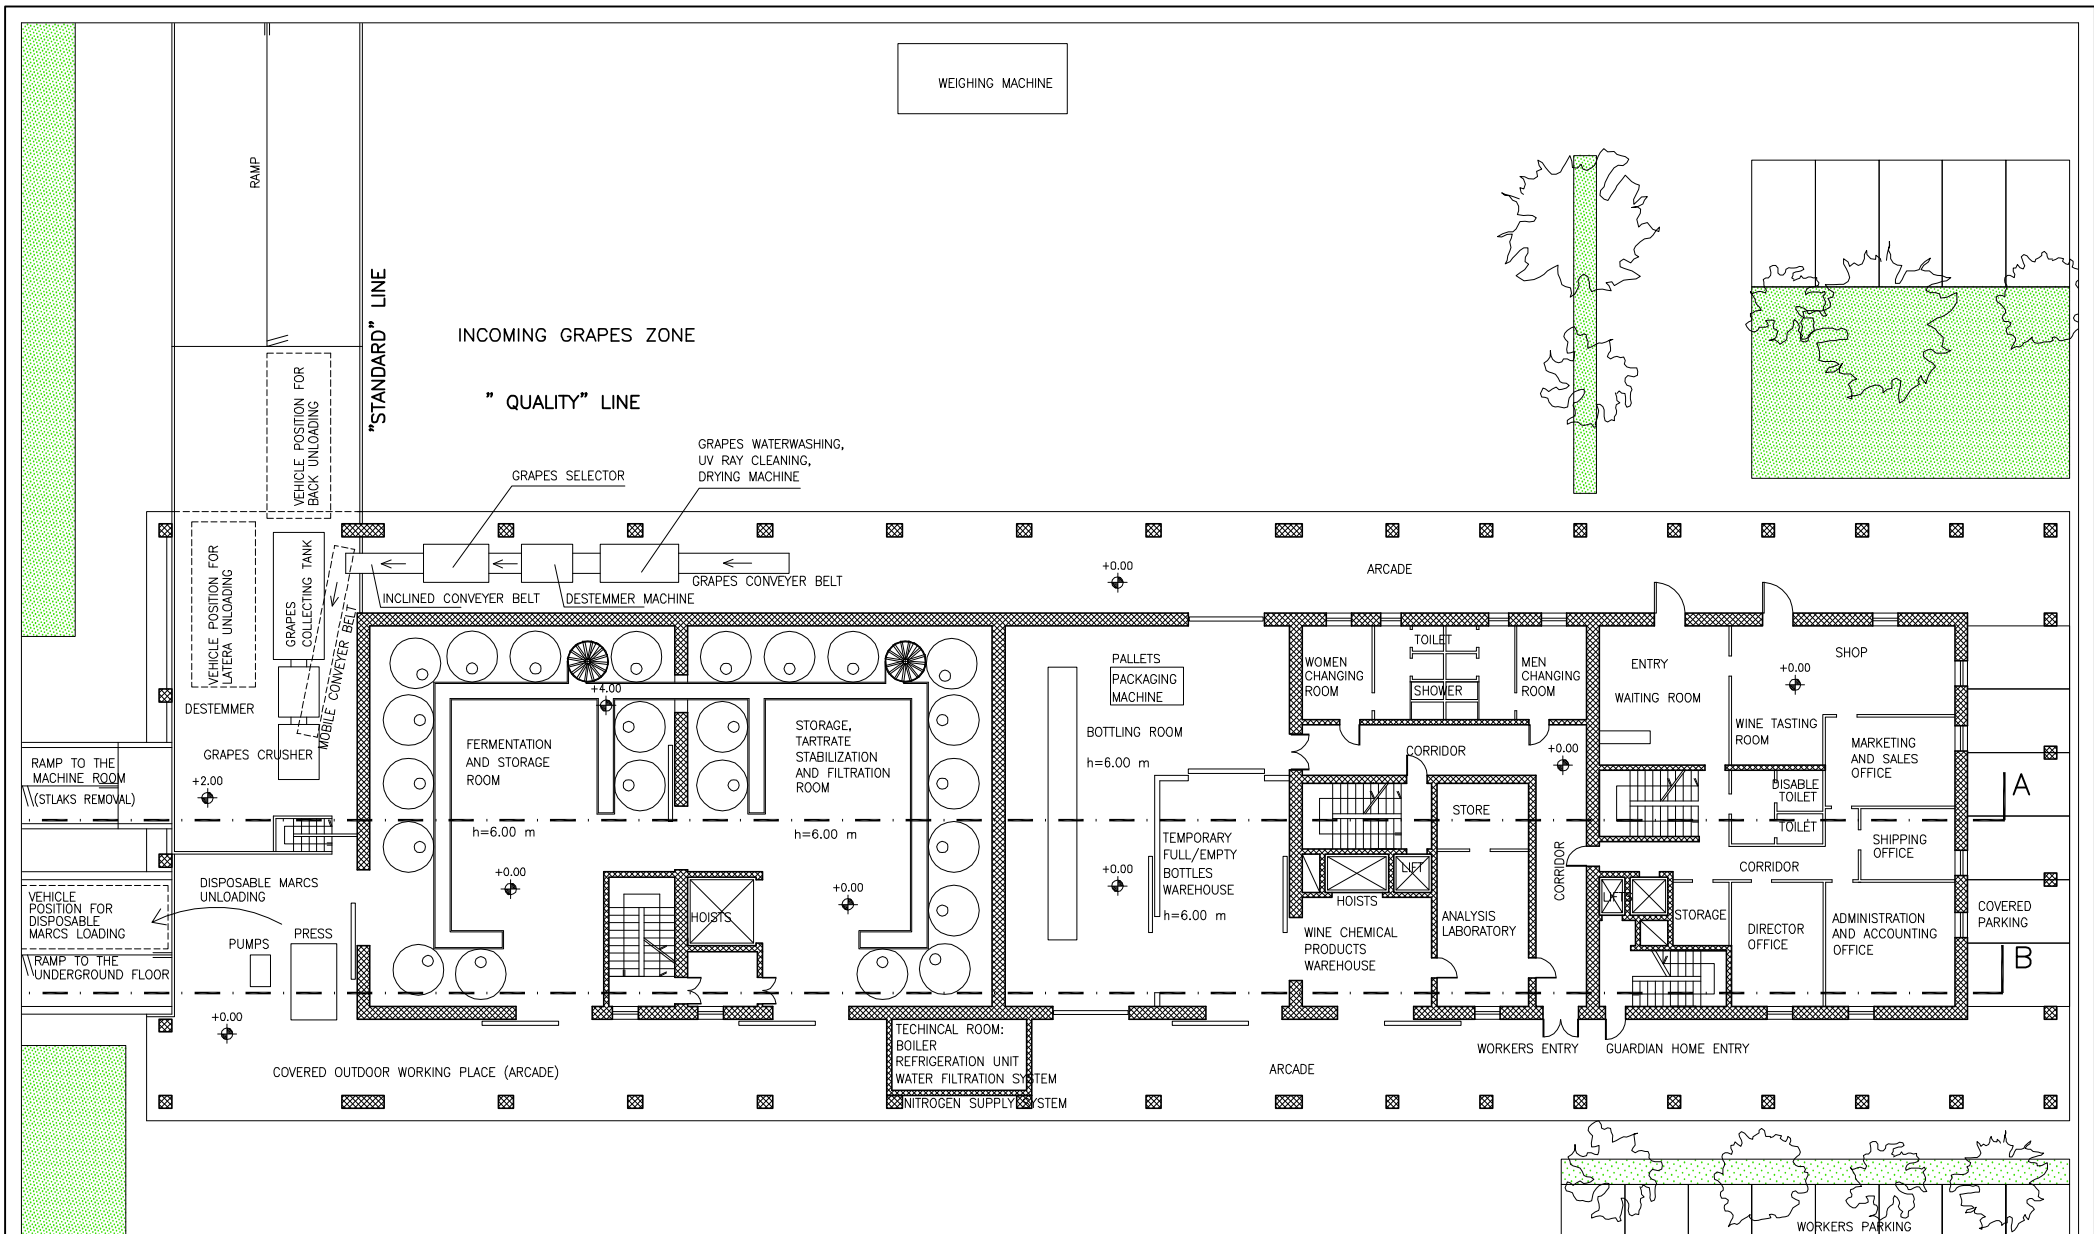 WEIGHING MACHINE
RAMP
"STANDARD" LINE
INCOMING GRAPES ZONE
" QUALITY" LINE
VEHICLE POSITION FOR
BACK UNLOADING
GRAPES WATERWASHING,
UV RAY CLEANING,
DRYING MACHINE
GRAPES SELECTOR
VEHICLE POSITION FOR
LATERA UNLOADING
GRAPES
COLLECTING TANK
MOBILE CONVEYER BELT
INCLINED CONVEYER BELT
DESTEMMER MACHINE
GRAPES CONVEYER BELT
+0.00
ARCADE
DESTEMMER
GRAPES CRUSHER
+2.00
RAMP TO THE
MACHINE ROOM
(STLAKS REMOVAL)
+4.00
FERMENTATION
AND STORAGE
ROOM
h=6.00 m
+0.00
STORAGE,
TARTRATE
STABILIZATION
AND FILTRATION
ROOM
h=6.00 m
+0.00
HOISTS
PALLETS
PACKAGING
MACHINE
BOTTLING ROOM
h=6.00 m
+0.00
TEMPORARY
FULL/EMPTY
BOTTLES
WAREHOUSE
h=6.00 m
WOMEN
CHANGING
ROOM
TOILET
SHOWER
MEN
CHANGING
ROOM
CORRIDOR
+0.00
STORE
LIFT
HOISTS
CORRIDOR
ANALYSIS
LABORATORY
WINE CHEMICAL
PRODUCTS
WAREHOUSE
ENTRY
WAITING ROOM
SHOP
+0.00
WINE TASTING
ROOM
MARKETING
AND SALES
OFFICE
DISABLE
TOILET
TOILET
SHIPPING
OFFICE
CORRIDOR
STORAGE
DIRECTOR
OFFICE
ADMINISTRATION
AND ACCOUNTING
OFFICE
COVERED
PARKING
A
B
DISPOSABLE MARCS
UNLOADING
VEHICLE
POSITION FOR
DISPOSABLE
MARCS LOADING
PUMPS
PRESS
RAMP TO THE
UNDERGROUND FLOOR
+0.00
COVERED OUTDOOR WORKING PLACE (ARCADE)
TECHINCAL ROOM:
BOILER
REFRIGERATION UNIT
WATER FILTRATION SYSTEM
NITROGEN SUPPLY SYSTEM
ARCADE
WORKERS ENTRY
GUARDIAN HOME ENTRY
WORKERS PARKING